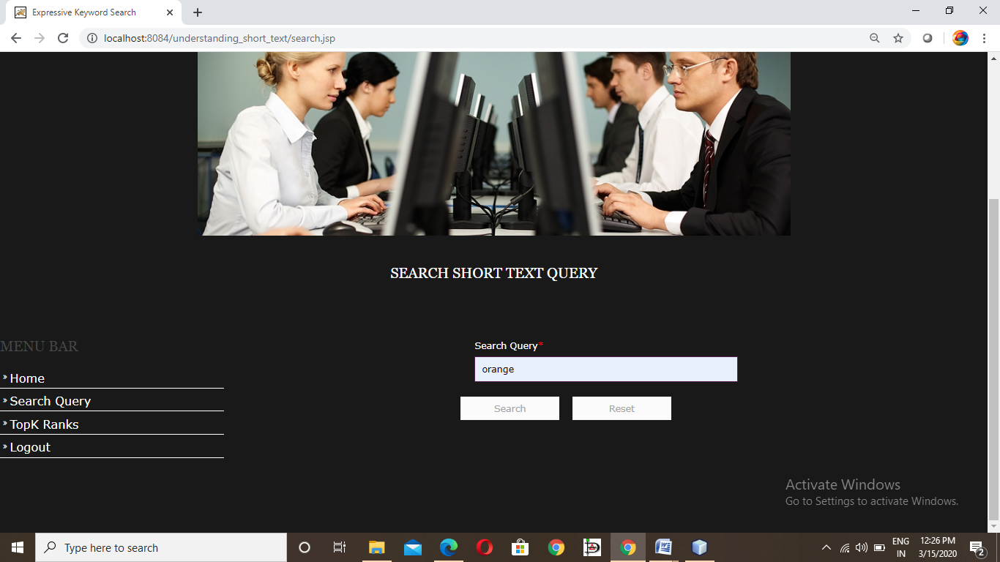 Expressive Keyword Search
localhost:8084/understanding_short_text/search.jsp
SEARCH SHORT TEXT QUERY
MENU BAR
Home
Search Query
TopK Ranks
Logout
Search Query*
orange
Search Reset
Activate Windows
Go to Settings to activate Windows.
Type here to search
ENG
IN
12:26 PM
3/15/2020
2